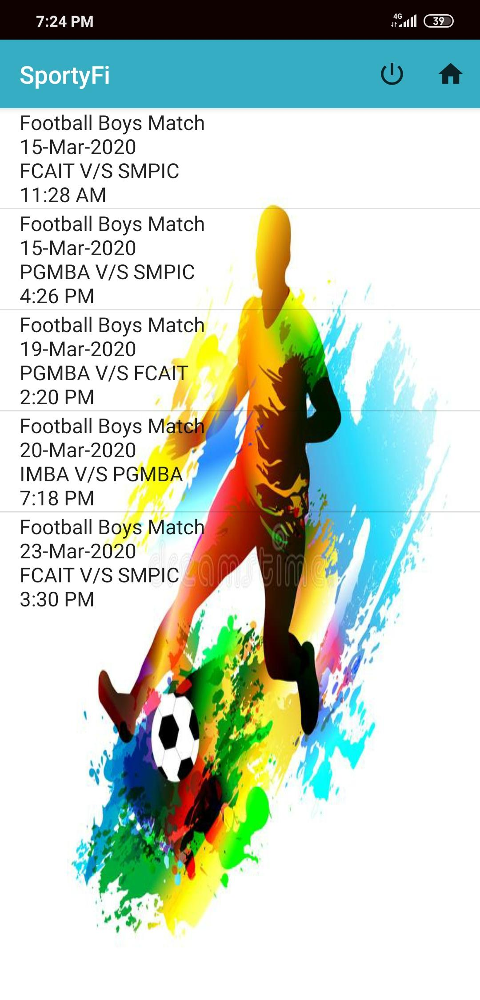 7:24 PM
4G
39
SportyFi
Football Boys Match
15-Mar-2020
FCAIT V/S SMPIC
11:28 AM
Football Boys Match
15-Mar-2020
PGMBA V/S SMPIC
4:26 PM
Football Boys Match
19-Mar-2020
PGMBA V/S FCAIT
2:20 PM
Football Boys Match
20-Mar-2020
IMBA V/S PGMBA
7:18 PM
Football Boys Match
23-Mar-2020
dreamstime
FCAIT V/S SMPIC
3:30 PM